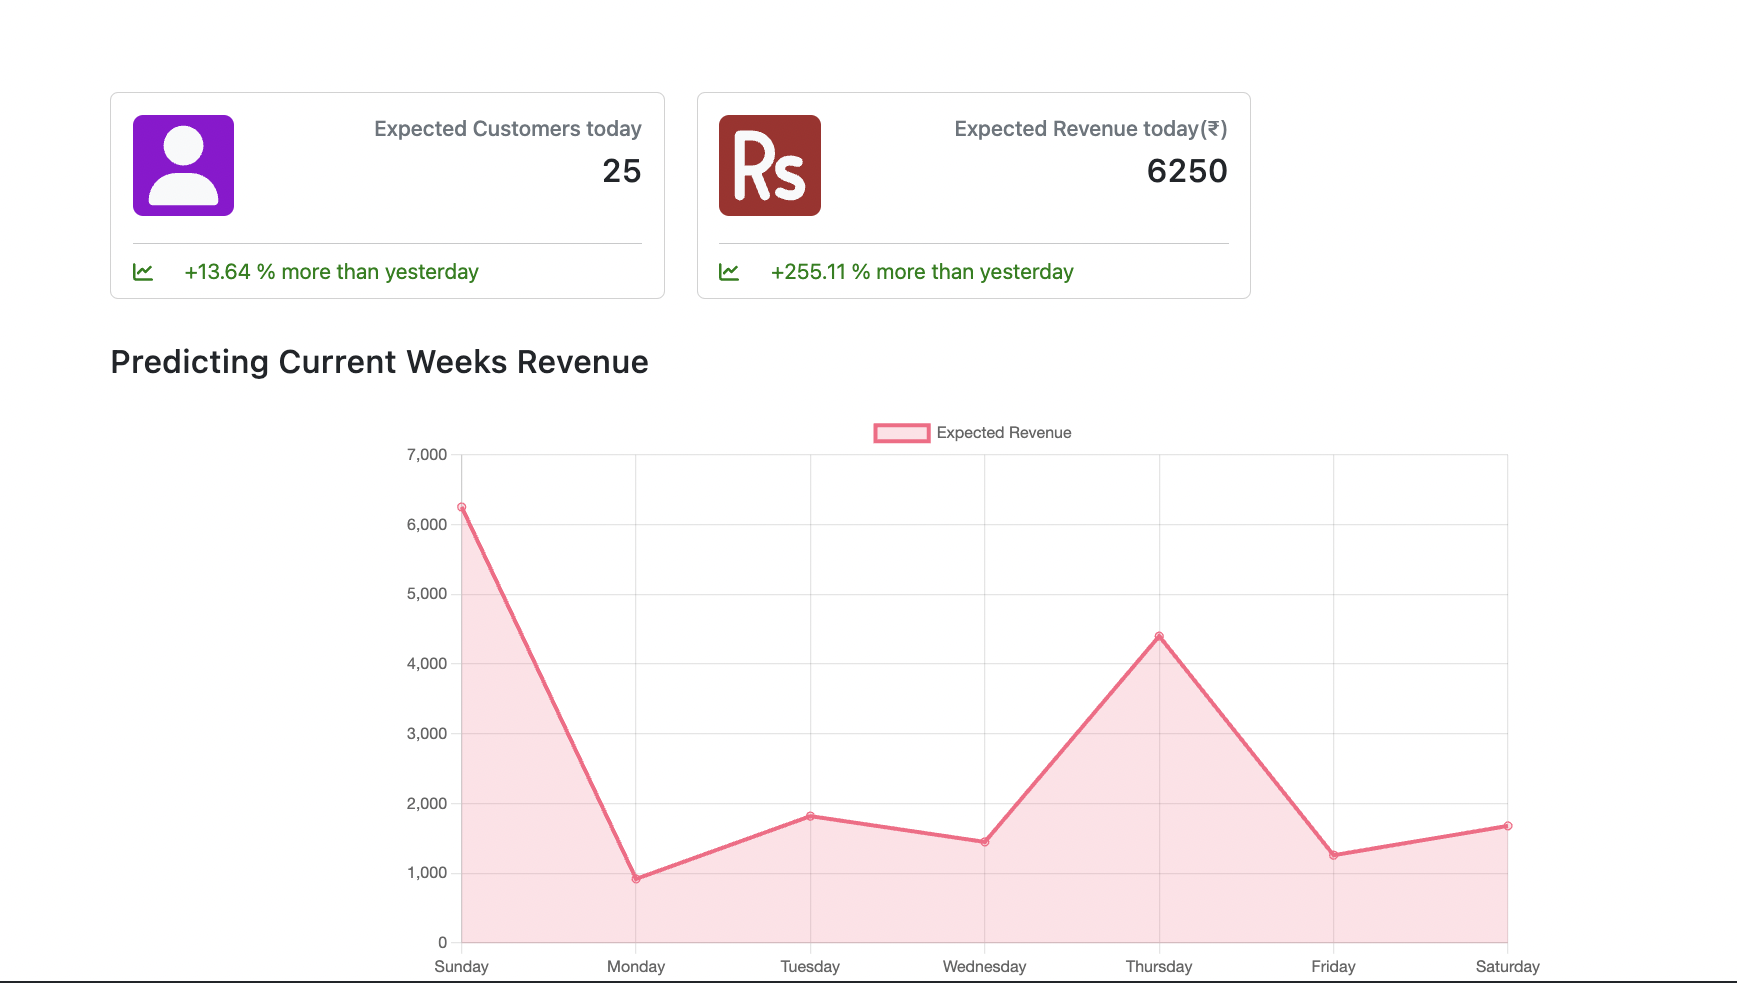 Expected Customers today
25
+13.64 % more than yesterday
Rs
Expected Revenue today(₹)
6250
+255.11 % more than yesterday
Predicting Current Weeks Revenue
Expected Revenue
7,000
6,000
5,000
4,000
3,000
2,000
1,000
0
Sunday Monday Tuesday Wednesday Thursday Friday Saturday